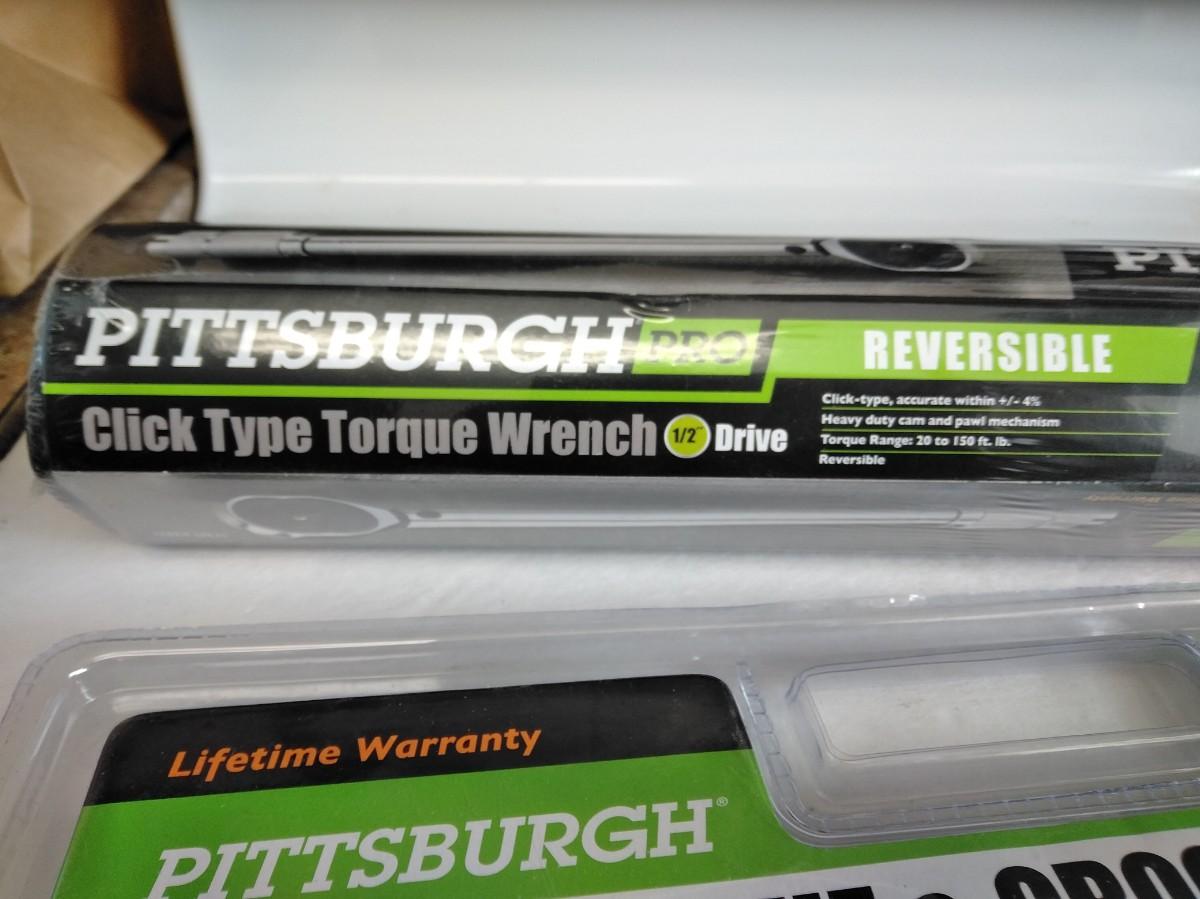 PITTSBURGH PRO
REVERSIBLE
Click Type Torque Wrench 1/2" Drive
Click-type, accurate within +/- 4%
Heavy duty cam and pawl mechanism
Torque Range: 20 to 150 ft. lb.
Reversible
Lifetime Warranty
PITTSBURGH®